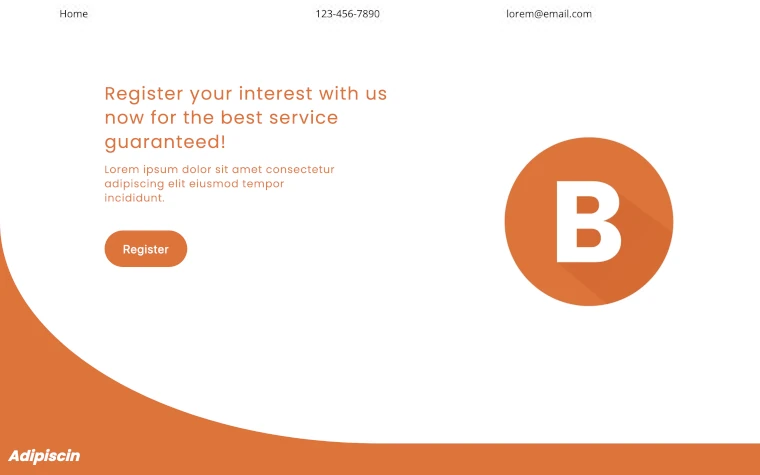 Home
123-456-7890
lorem@email.com
Register your interest with us
now for the best service
guaranteed!
Lorem ipsum dolor sit amet consectetur
adipiscing elit eiusmod tempor
incididunt.
Register
B
Adipiscin